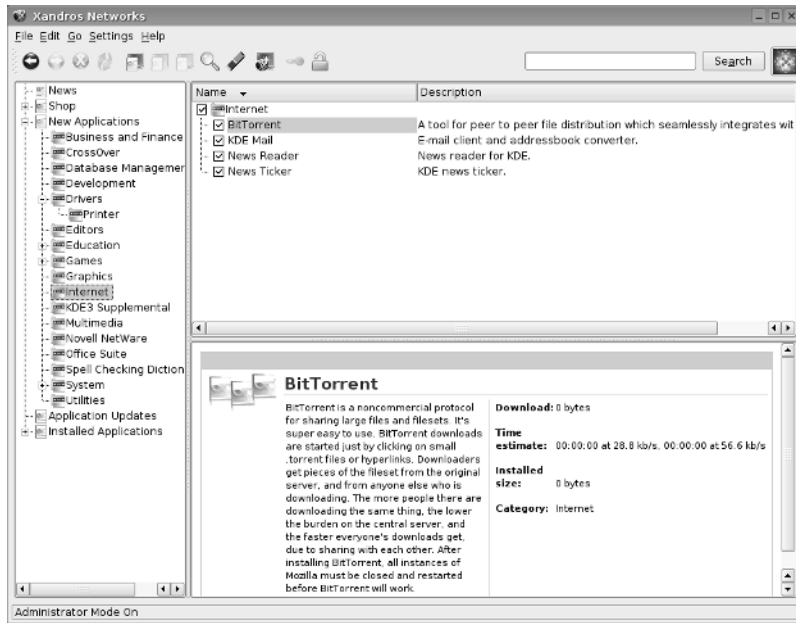 Xandros Networks
File Edit Go Settings Help
Search
News
Shop
New Applications
Business and Finance
CrossOver
Database Managemer
Development
Drivers
Printer
Editors
Education
Games
Graphics
Internet
KDE3 Supplemental
Multimedia
Novell NetWare
Office Suite
Spell Checking Diction
System
Utilities
Application Updates
Installed Applications
Name Description
Internet
BitTorrent A tool for peer to peer file distribution which seamlessly integrates wit
KDE Mail E-mail client and addressbook converter.
News Reader News reader for KDE.
News Ticker KDE news ticker.
BitTorrent
BitTorrent is a noncommercial protocol
for sharing large files and filesets. It's
super easy to use. BitTorrent downloads
are started just by clicking on small
.torrent files or hyperlinks. Downloaders
get pieces of the fileset from the original
server, and from anyone else who is
downloading. The more people there are
downloading the same thing, the lower
the burden on the central server, and
the faster everyone's downloads get,
due to sharing with each other. After
installing BitTorrent, all instances of
Mozilla must be closed and restarted
before BitTorrent will work.
Download: 0 bytes
Time
estimate: 00:00:00 at 28.8 kb/s, 00:00:00 at 56.6 kb/s
Installed
size: 0 bytes
Category: Internet
Administrator Mode On